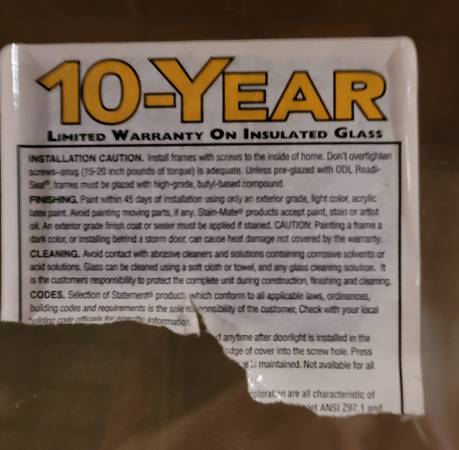 10-YEAR
LIMITED WARRANTY ON INSULATED GLASS
INSTALLATION CAUTION. Install frames with screws to the inside of home. Don't overtighten
screws–snug (15-20 inch pounds of torque) is adequate. Unless pre-glazed with ODL Readi-
Seal®, frames must be glazed with high-grade, butyl-based compound.
FINISHING. Paint within 45 days of installation using only exterior grade, light color, acrylic
latex paint. Avoid painting moving parts, if any. Stain-Mate® products accept paint, stain or artist
oil. An exterior grade finish coat or sealer must be applied if stained. CAUTION: Painting a frame a
dark color, or installing behind a storm door, can cause heat damage not covered by the warranty.
CLEANING. Avoid contact with abrasive cleaners and solutions containing corrosive solvents or
acid solutions. Glass can be cleaned using a soft cloth or towel, and any glass cleaning solution. It
is the customers responsibility to protect the complete unit during construction, finishing and cleaning.
CODES. Selection of Statement® products which conform to all applicable laws, ordinances,
building codes and requirements is the sole responsibility of the customer, Check with your local
building code officials for specific information.
anytime after doorlight is installed in the
edge of cover into the screw hole. Press
is maintained. Not available for all
coloration are all characteristic of
ANSI Z97.1 and